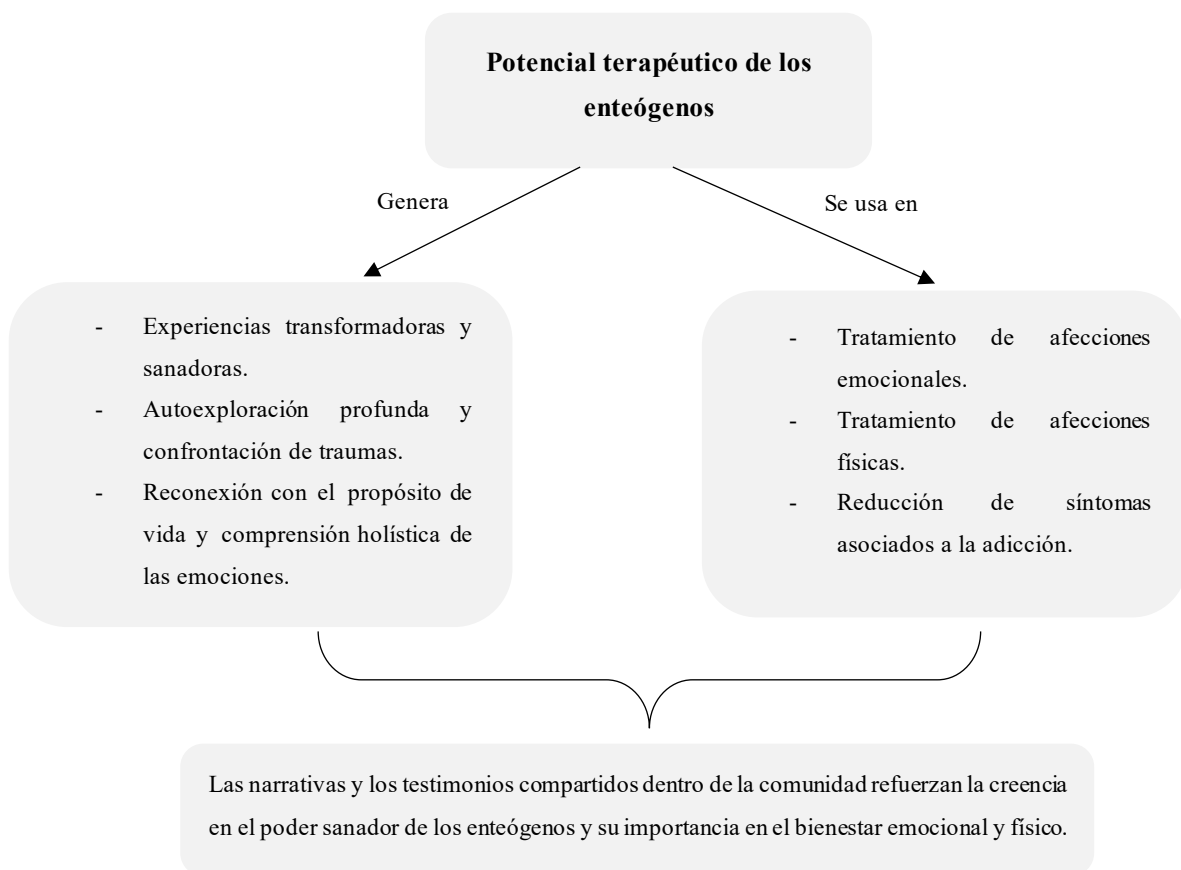 Potencial terapéutico de los
enteógenos
Genera
Se usa en
- Experiencias transformadoras y
sanadoras.
- Autoexploración profunda y
confrontación de traumas.
- Reconexión con el propósito de
vida y comprensión holística de
las emociones.
- Tratamiento de afecciones
emocionales.
- Tratamiento de afecciones
físicas.
- Reducción de síntomas
asociados a la adicción.
Las narrativas y los testimonios compartidos dentro de la comunidad refuerzan la creencia
en el poder sanador de los enteógenos y su importancia en el bienestar emocional y físico.